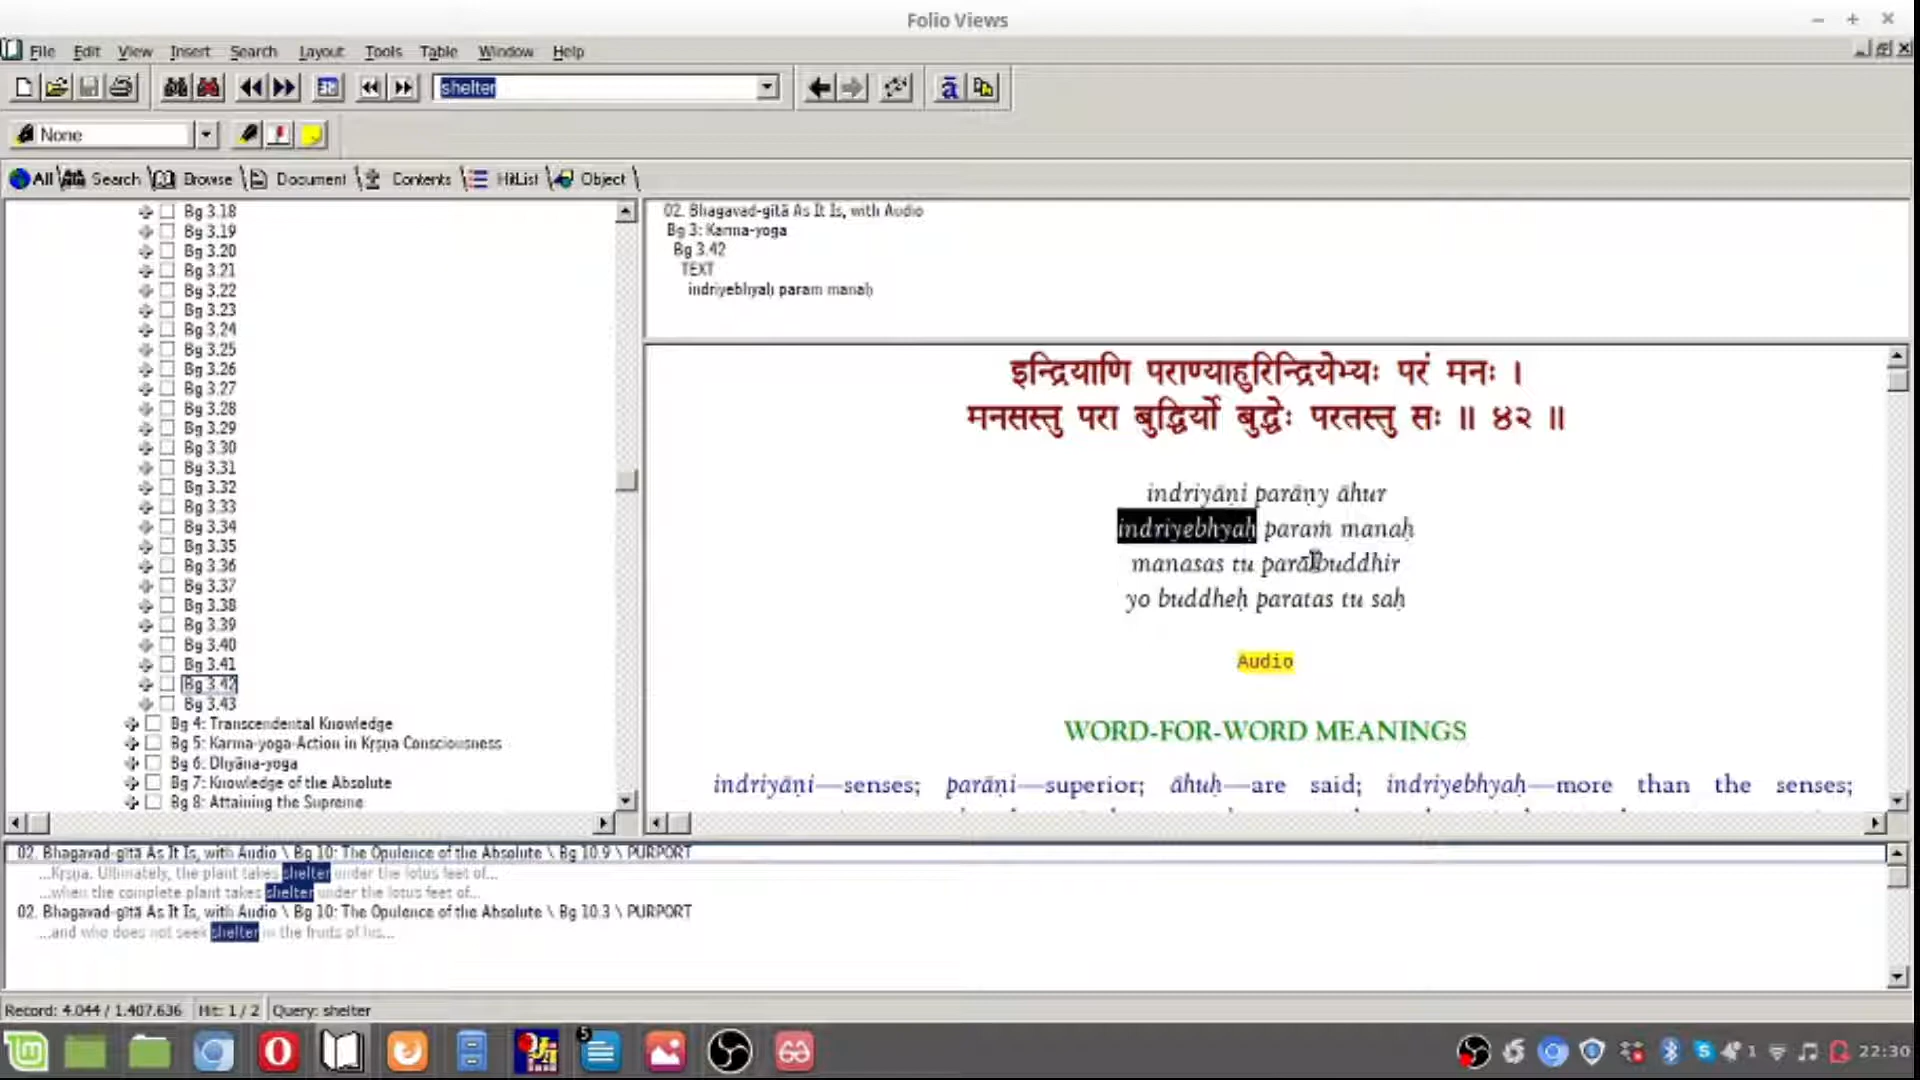 Folio Views
File Edit View Insert Search Layout Tools Table Window Help
shelter
None
All Search Browse Document Contents HitList Object
Bg 3.18
Bg 3.19
Bg 3.20
Bg 3.21
Bg 3.22
Bg 3.23
Bg 3.24
Bg 3.25
Bg 3.26
Bg 3.27
Bg 3.28
Bg 3.29
Bg 3.30
Bg 3.31
Bg 3.32
Bg 3.33
Bg 3.34
Bg 3.35
Bg 3.36
Bg 3.37
Bg 3.38
Bg 3.39
Bg 3.40
Bg 3.41
Bg 3.42
Bg 3.43
Bg 4: Transcendental Knowledge
Bg 5: Karma-yoga-Action in Kṛṣṇa Consciousness
Bg 6: Dhyāna-yoga
Bg 7: Knowledge of the Absolute
Bg 8: Attaining the Supreme
02. Bhagavad-gītā As It Is, with Audio
Bg 3: Karma-yoga
Bg 3.42
TEXT
indriyebhyaḥ param manaḥ
इन्द्रियाणि पराण्याहुरिन्द्रियेभ्यः परं मनः ।
मनसस्तु परा बुद्धिर्यो बुद्धेः परतस्तु सः ॥ ४२ ॥
indriyāṇi parāṇy āhur
indriyebhyaḥ paraṁ manaḥ
manasas tu parā buddhir
yo buddheḥ paratas tu saḥ
Audio
WORD-FOR-WORD MEANINGS
indriyāṇi—senses; parāṇi—superior; āhuḥ—are said; indriyebhyaḥ—more than the senses;
02. Bhagavad-gītā As It Is, with Audio \ Bg 10: The Opulence of the Absolute \ Bg 10.9 \ PURPORT
...Kṛṣṇa. Ultimately, the plant takes shelter under the lotus feet of...
...when the complete plant takes shelter under the lotus feet of...
02. Bhagavad-gītā As It Is, with Audio \ Bg 10: The Opulence of the Absolute \ Bg 10.3 \ PURPORT
...and who does not seek shelter in the fruits of his...
Record: 4.044 / 1.407.636 Hit: 1 / 2 Query: shelter
5
1 22:30